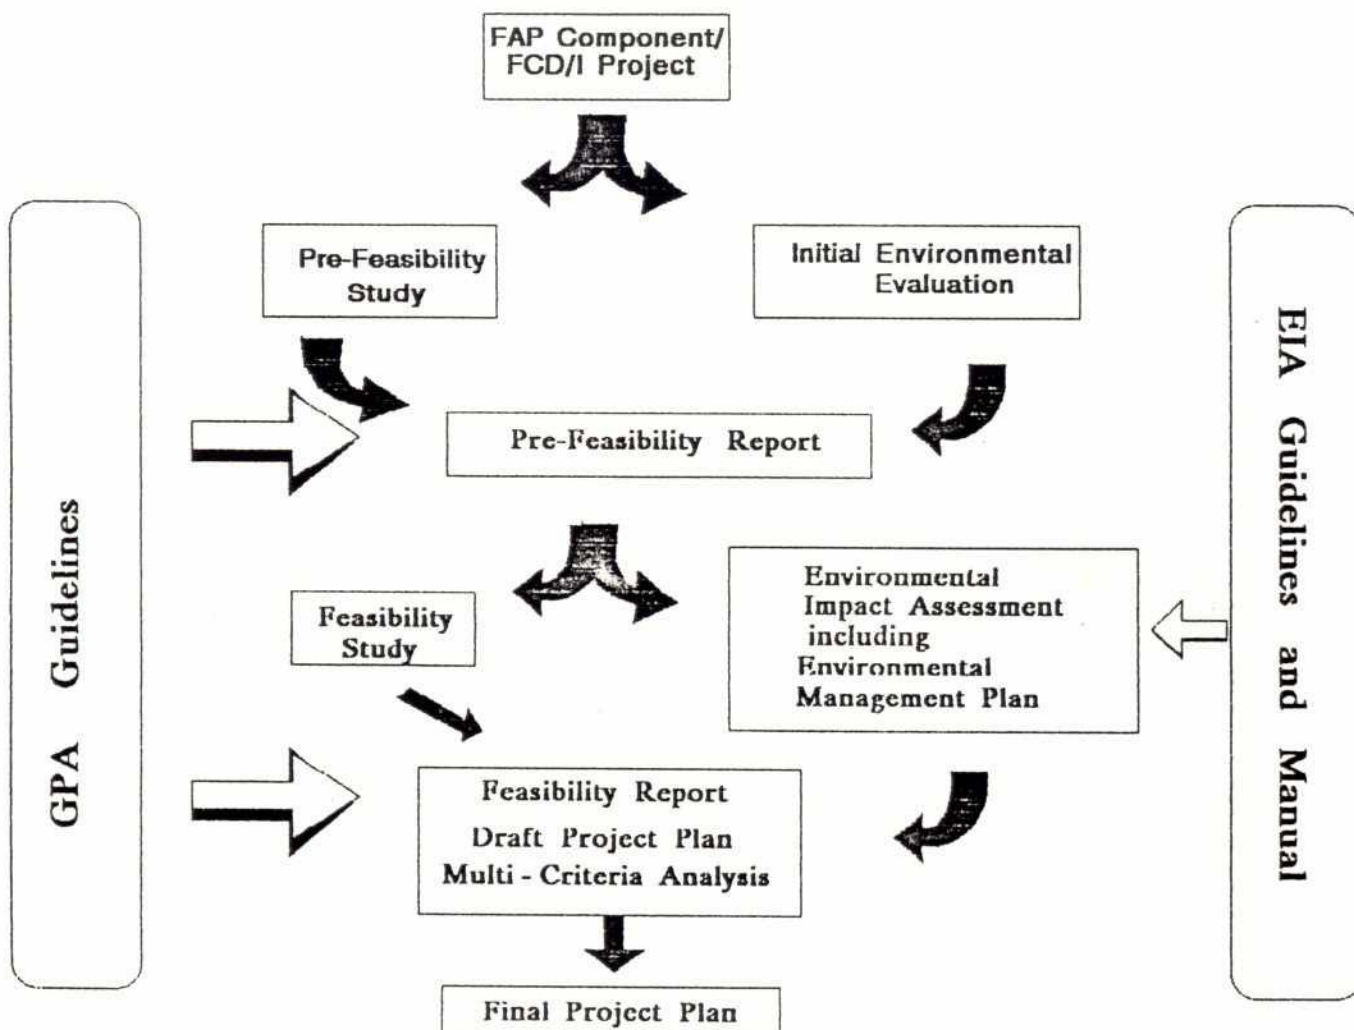 FAP Component/
FCD/I Project
Pre-Feasibility
Study
Initial Environmental
Evaluation
Pre-Feasibility Report
GPA Guidelines
EIA Guidelines and Manual
Feasibility
Study
Environmental
Impact Assessment
including
Environmental
Management Plan
Feasibility Report
Draft Project Plan
Multi - Criteria Analysis
Final Project Plan